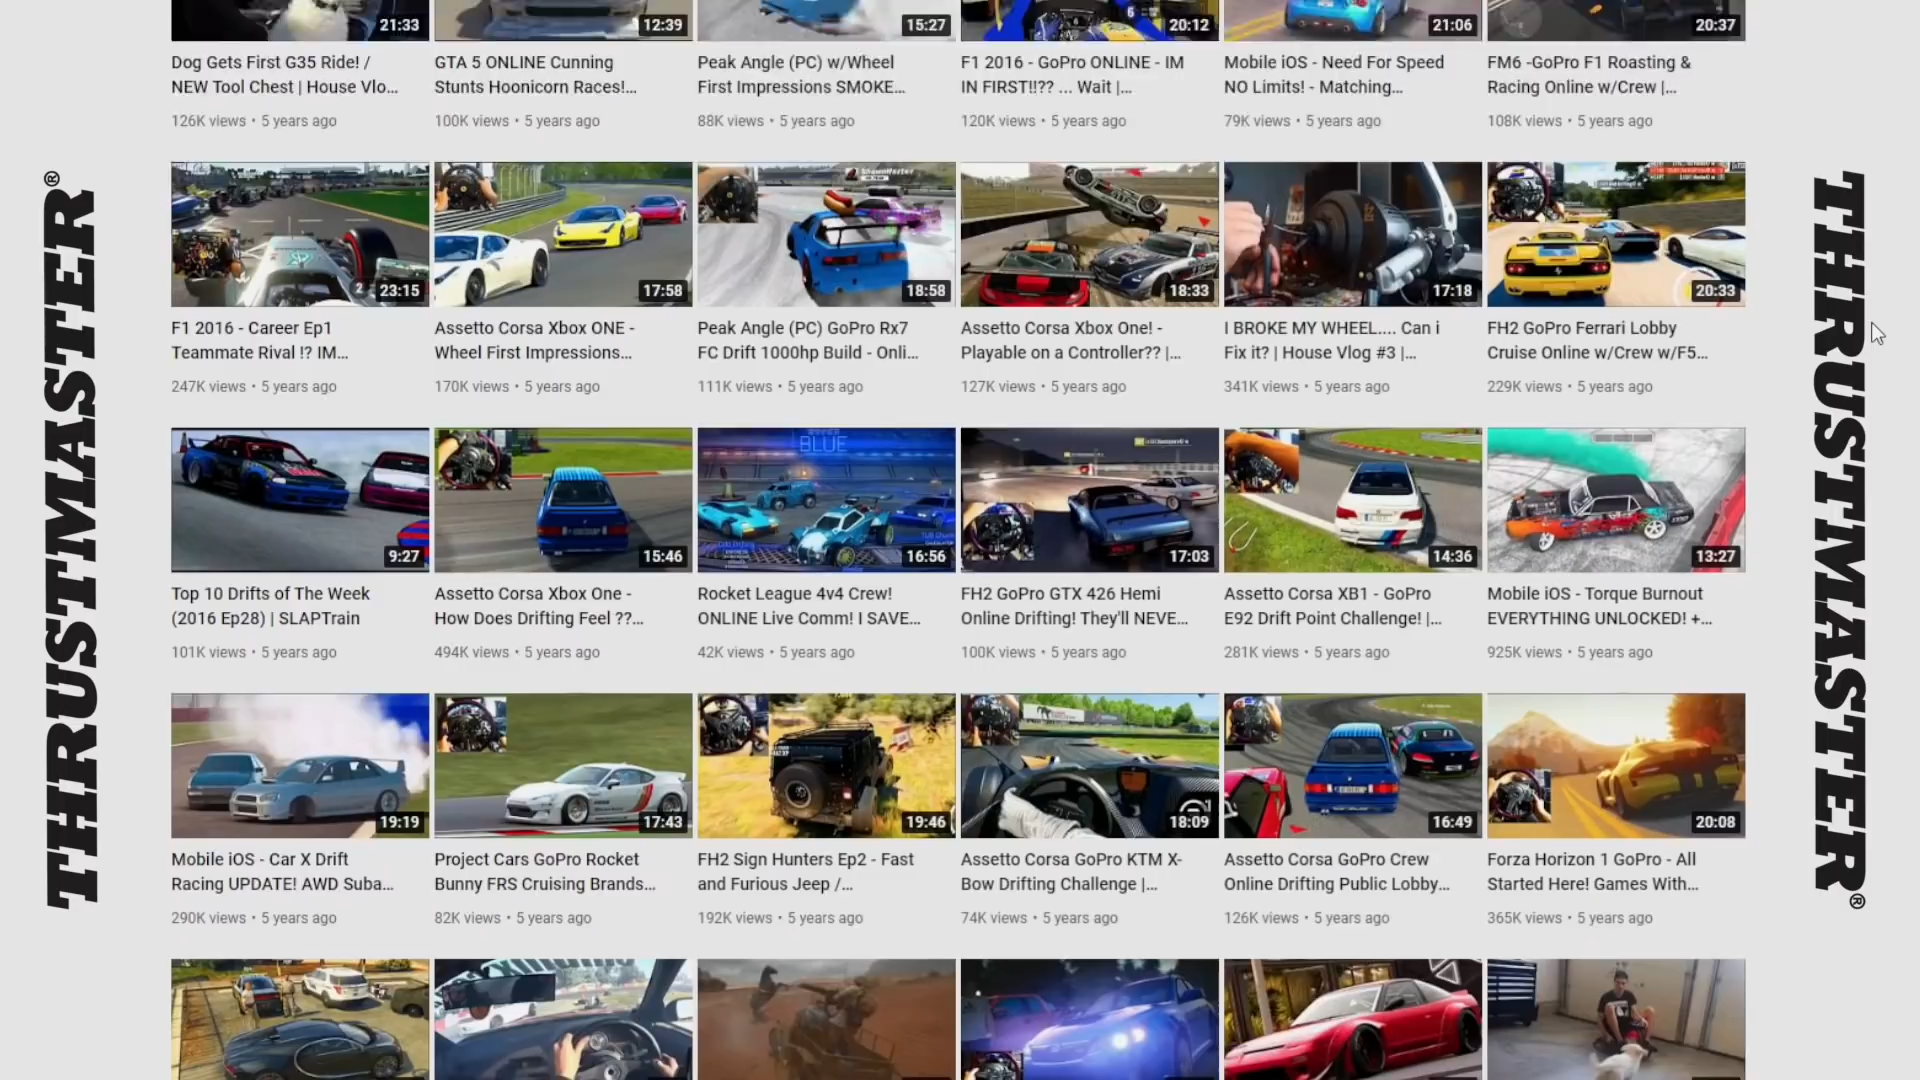 21:33
12:39
15:27
20:12
21:06
20:37
Dog Gets First G35 Ride! /
NEW Tool Chest | House Vlo...
126K views • 5 years ago
GTA 5 ONLINE Cunning
Stunts Hoonicorn Races!...
100K views • 5 years ago
Peak Angle (PC) w/Wheel
First Impressions SMOKE...
88K views • 5 years ago
F1 2016 - GoPro ONLINE - IM
IN FIRST!!?? ... Wait |...
120K views • 5 years ago
Mobile iOS - Need For Speed
NO Limits! - Matching...
79K views • 5 years ago
FM6 -GoPro F1 Roasting &
Racing Online w/Crew |...
108K views • 5 years ago
THRUSTMASTER®
THRUSTMASTER®
23:15
17:58
18:58
18:33
17:18
20:33
F1 2016 - Career Ep1
Teammate Rival !? IM...
247K views • 5 years ago
Assetto Corsa Xbox ONE -
Wheel First Impressions...
170K views • 5 years ago
Peak Angle (PC) GoPro Rx7
FC Drift 1000hp Build - Onli...
111K views • 5 years ago
Assetto Corsa Xbox One! -
Playable on a Controller?? |...
127K views • 5 years ago
I BROKE MY WHEEL.... Can i
Fix it? | House Vlog #3 |...
341K views • 5 years ago
FH2 GoPro Ferrari Lobby
Cruise Online w/Crew w/F5...
229K views • 5 years ago
BLUE
9:27
15:46
16:56
17:03
14:36
13:27
Top 10 Drifts of The Week
(2016 Ep28) | SLAPTrain
101K views • 5 years ago
Assetto Corsa Xbox One -
How Does Drifting Feel ??...
494K views • 5 years ago
Rocket League 4v4 Crew!
ONLINE Live Comm! I SAVE...
42K views • 5 years ago
FH2 GoPro GTX 426 Hemi
Online Drifting! They'll NEVE...
100K views • 5 years ago
Assetto Corsa XB1 - GoPro
E92 Drift Point Challenge! |...
281K views • 5 years ago
Mobile iOS - Torque Burnout
EVERYTHING UNLOCKED! +...
925K views • 5 years ago
19:19
17:43
19:46
18:09
16:49
20:08
Mobile iOS - Car X Drift
Racing UPDATE! AWD Suba...
290K views • 5 years ago
Project Cars GoPro Rocket
Bunny FRS Cruising Brands...
82K views • 5 years ago
FH2 Sign Hunters Ep2 - Fast
and Furious Jeep /...
192K views • 5 years ago
Assetto Corsa GoPro KTM X-
Bow Drifting Challenge |...
74K views • 5 years ago
Assetto Corsa GoPro Crew
Online Drifting Public Lobby...
126K views • 5 years ago
Forza Horizon 1 GoPro - All
Started Here! Games With...
365K views • 5 years ago